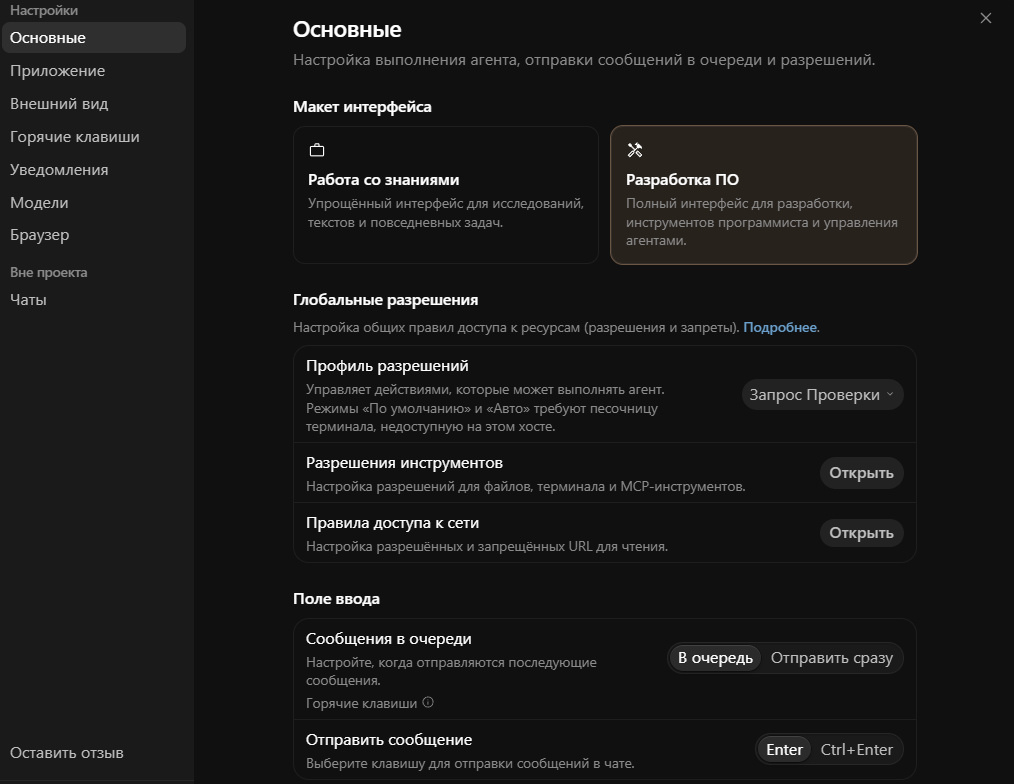 Настройки
Основные
Приложение
Внешний вид
Горячие клавиши
Уведомления
Модели
Браузер
Вне проекта
Чаты
Оставить отзыв
Основные
Настройка выполнения агента, отправки сообщений в очереди и разрешений.
Макет интерфейса
Работа со знаниями
Упрощённый интерфейс для исследований,
текстов и повседневных задач.
Разработка ПО
Полный интерфейс для разработки,
инструментов программиста и управления
агентами.
Глобальные разрешения
Настройка общих правил доступа к ресурсам (разрешения и запреты). Подробнее.
Профиль разрешений
Управляет действиями, которые может выполнять агент.
Режимы «По умолчанию» и «Авто» требуют песочницу
терминала, недоступную на этом хосте.
Запрос Проверки
Разрешения инструментов
Настройка разрешений для файлов, терминала и MCP-инструментов.
Открыть
Правила доступа к сети
Настройка разрешённых и запрещённых URL для чтения.
Открыть
Поле ввода
Сообщения в очереди
Настройте, когда отправляются последующие
сообщения.
Горячие клавиши
В очередь Отправить сразу
Отправить сообщение
Выберите клавишу для отправки сообщений в чате.
Enter Ctrl+Enter